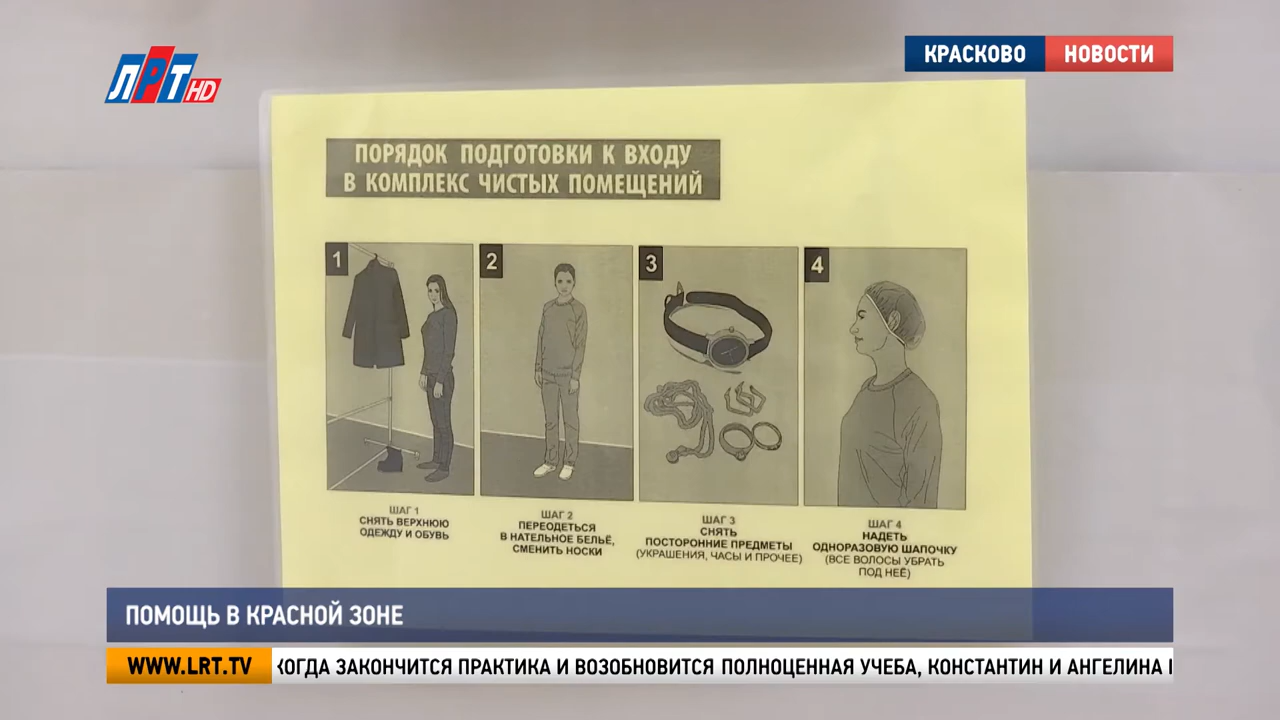 ЛРТ HD
КРАСКОВО НОВОСТИ
ПОРЯДОК ПОДГОТОВКИ К ВХОДУ
В КОМПЛЕКС ЧИСТЫХ ПОМЕЩЕНИЙ
1
2
3
4
ШАГ 1
СНЯТЬ ВЕРХНЮЮ
ОДЕЖДУ И ОБУВЬ
ШАГ 2
ПЕРЕОДЕТЬСЯ
В НАТЕЛЬНОЕ БЕЛЬЁ,
СМЕНИТЬ НОСКИ
ШАГ 3
СНЯТЬ
ПОСТОРОННИЕ ПРЕДМЕТЫ
(УКРАШЕНИЯ, ЧАСЫ И ПРОЧЕЕ)
ШАГ 4
НАДЕТЬ
ОДНОРАЗОВУЮ ШАПОЧКУ
(ВСЕ ВОЛОСЫ УБРАТЬ
ПОД НЕЁ)
ПОМОЩЬ В КРАСНОЙ ЗОНЕ
WWW.LRT.TV КОГДА ЗАКОНЧИТСЯ ПРАКТИКА И ВОЗОБНОВИТСЯ ПОЛНОЦЕННАЯ УЧЕБА, КОНСТАНТИН И АНГЕЛИНА